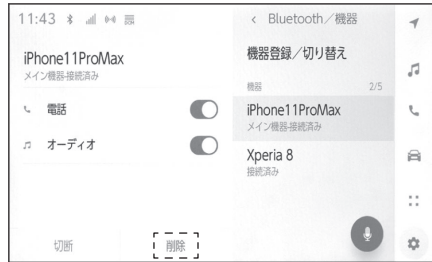 11:43
iPhone11ProMax
メイン機器-接続済み
電話
オーディオ
切断
削除
Bluetooth／機器
機器登録／切り替え
機器 2/5
iPhone11ProMax
メイン機器-接続済み
Xperia 8
接続済み